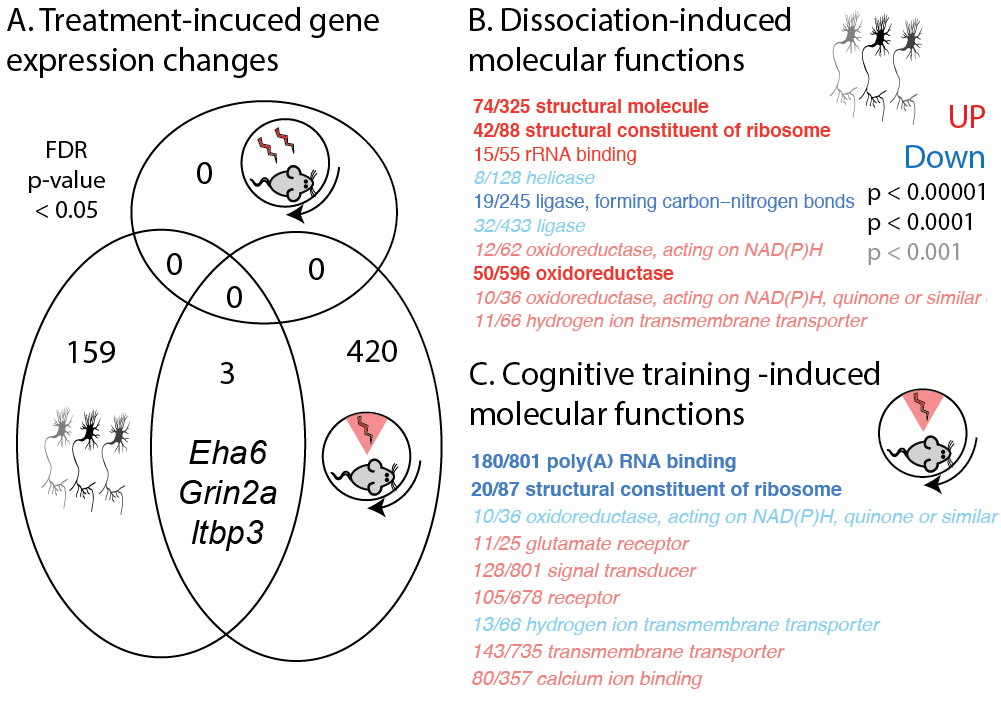 A. Treatment-incuced gene
expression changes
FDR
p-value
< 0.05
0
0
0
0
159
3
420
Eha6
Grin2a
Itbp3
B. Dissociation-induced
molecular functions
UP
Down
p < 0.00001
p < 0.0001
p < 0.001
74/325 structural molecule
42/88 structural constituent of ribosome
15/55 rRNA binding
8/128 helicase
19/245 ligase, forming carbon–nitrogen bonds
32/433 ligase
12/62 oxidoreductase, acting on NAD(P)H
50/596 oxidoreductase
10/36 oxidoreductase, acting on NAD(P)H, quinone or similar
11/66 hydrogen ion transmembrane transporter
C. Cognitive training -induced
molecular functions
180/801 poly(A) RNA binding
20/87 structural constituent of ribosome
10/36 oxidoreductase, acting on NAD(P)H, quinone or similar
11/25 glutamate receptor
128/801 signal transducer
105/678 receptor
13/66 hydrogen ion transmembrane transporter
143/735 transmembrane transporter
80/357 calcium ion binding